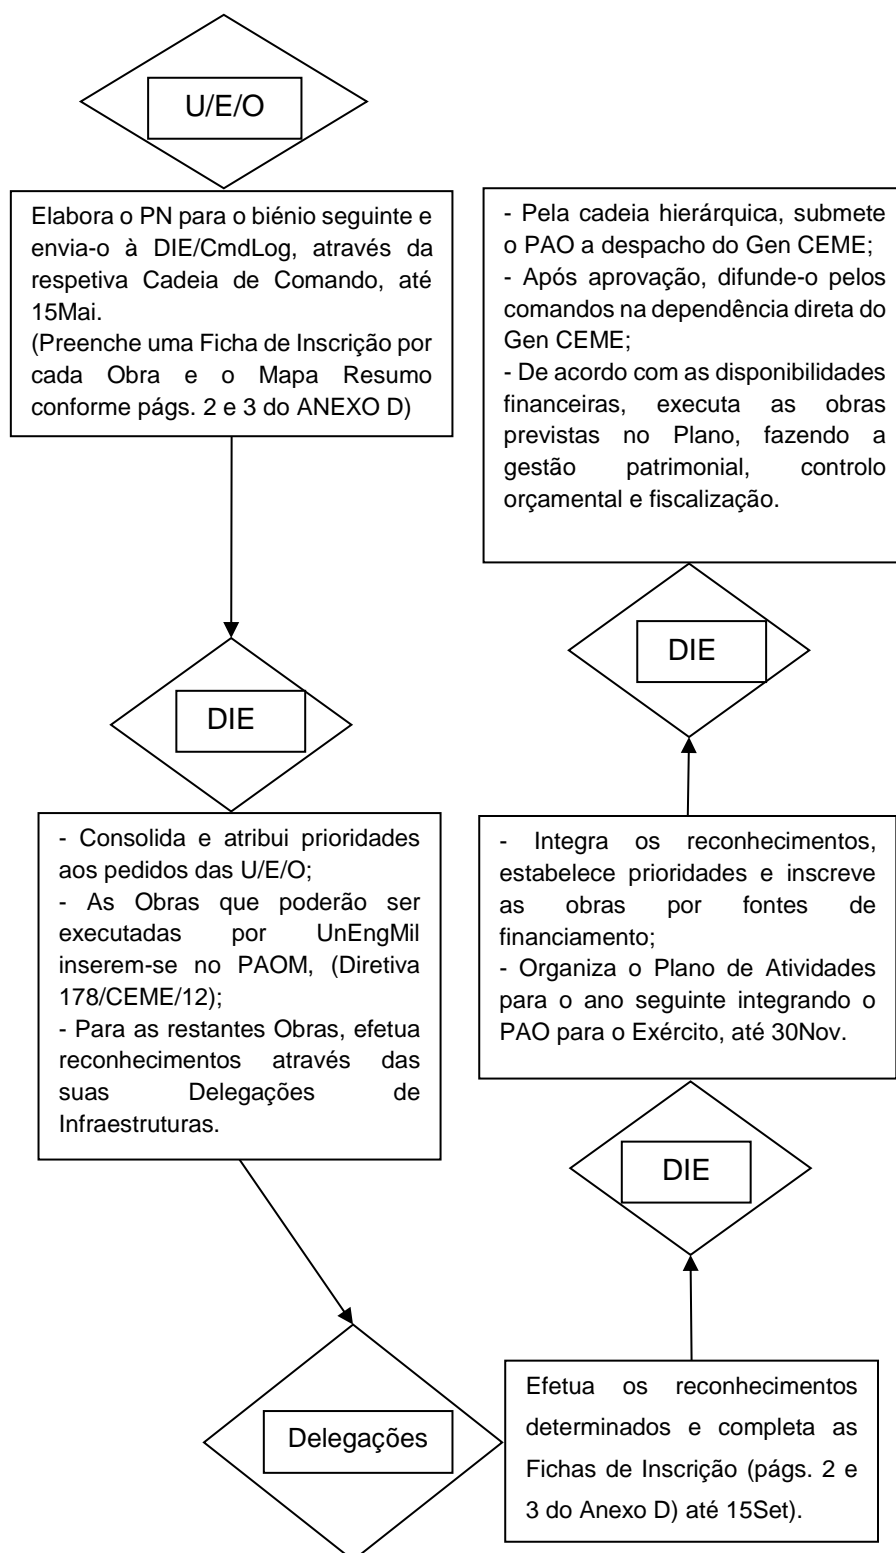 U/E/O
Elabora o PN para o biénio seguinte e
envia-o à DIE/CmdLog, através da
respetiva Cadeia de Comando, até
15Mai.
(Preenche uma Ficha de Inscrição por
cada Obra e o Mapa Resumo
conforme págs. 2 e 3 do ANEXO D)
DIE
- Consolida e atribui prioridades
aos pedidos das U/E/O;
- As Obras que poderão ser
executadas por UnEngMil
inserem-se no PAOM, (Diretiva
178/CEME/12);
- Para as restantes Obras, efetua
reconhecimentos através das
suas Delegações de
Infraestruturas.
Delegações
Efetua os reconhecimentos
determinados e completa as
Fichas de Inscrição (págs. 2 e
3 do Anexo D) até 15Set).
DIE
- Integra os reconhecimentos,
estabelece prioridades e inscreve
as obras por fontes de
financiamento;
- Organiza o Plano de Atividades
para o ano seguinte integrando o
PAO para o Exército, até 30Nov.
DIE
- Pela cadeia hierárquica, submete
o PAO a despacho do Gen CEME;
- Após aprovação, difunde-o pelos
comandos na dependência direta do
Gen CEME;
- De acordo com as disponibilidades
financeiras, executa as obras
previstas no Plano, fazendo a
gestão patrimonial, controlo
orçamental e fiscalização.